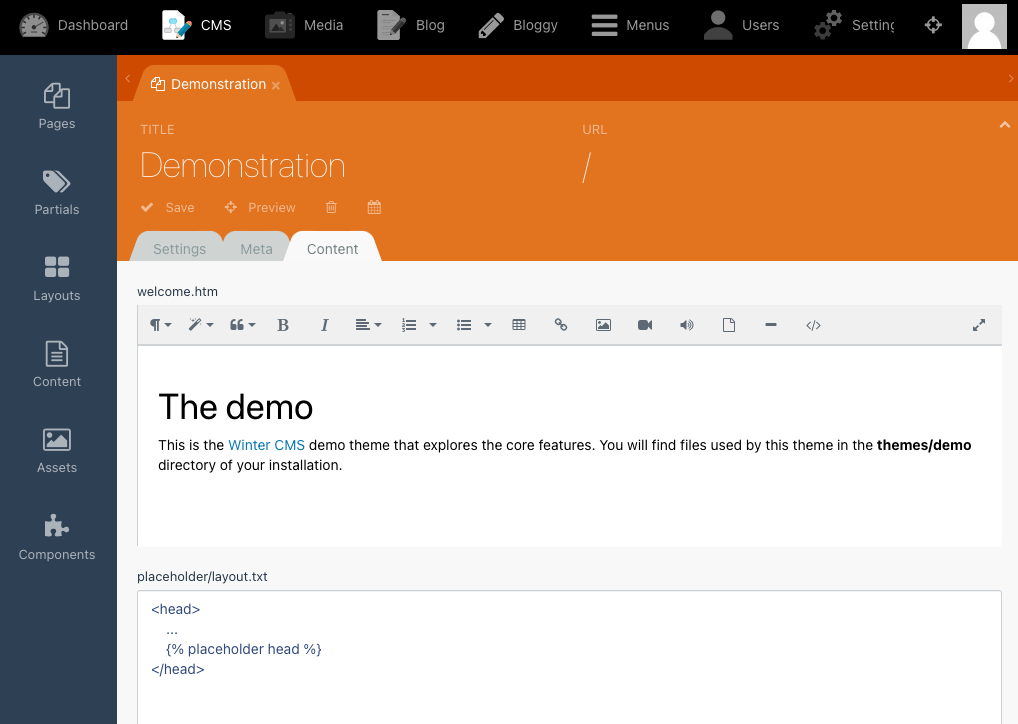 Dashboard CMS Media Blog Bloggy Menus Users Setting
Pages
Partials
Layouts
Content
Assets
Components
Demonstration
TITLE
Demonstration
URL
/
Save Preview
Settings Meta Content
welcome.htm
The demo
This is the Winter CMS demo theme that explores the core features. You will find files used by this theme in the themes/demo
directory of your installation.
placeholder/layout.txt
<head>
...
{% placeholder head %}
</head>